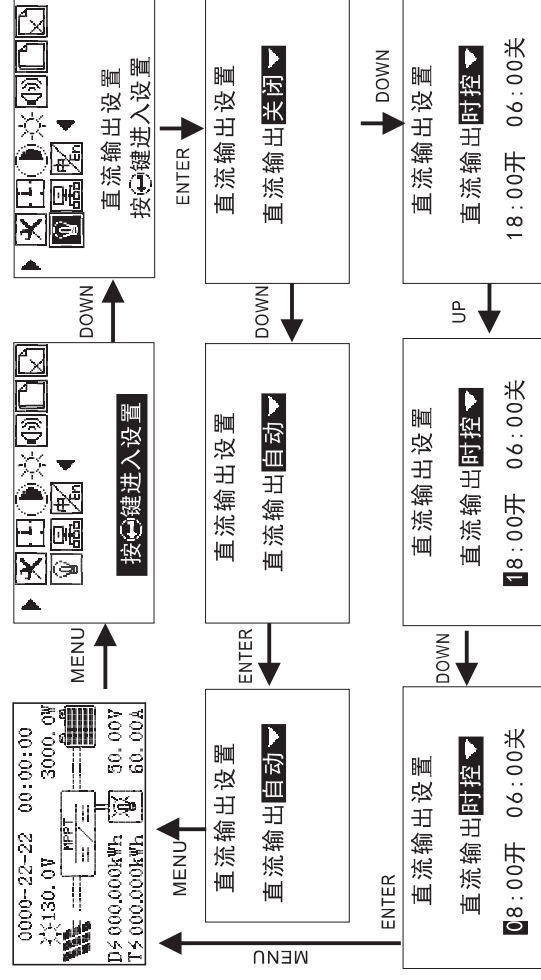 0000-22-22 00:00:00
130.0V 3000.0W
MPPT
D 000.000kWh 50.00V
T 000.000kWh 60.00A
MENU
中/En
按键进入设置
DOWN
中/En
直流输出设置
按键进入设置
MENU
ENTER
直流输出设置
直流输出自动
ENTER
直流输出设置
直流输出自动
DOWN
直流输出设置
直流输出关闭
MENU
ENTER
DOWN
直流输出设置
直流输出时控
08:00开 06:00关
DOWN
直流输出设置
直流输出时控
18:00开 06:00关
UP
直流输出设置
直流输出时控
18:00开 06:00关